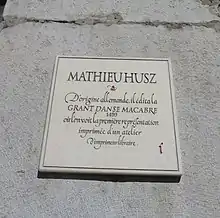 MATHIEU HUSZ
D'origine allemande, il édita la
GRANT DANSE MACABRE
1499
où l'on voit la première représentation
imprimée d'un atelier
d'imprimeur libraire.